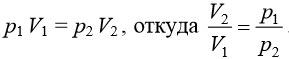 p₁ V₁ = p₂ V₂, откуда V₂/V₁ = p₁/p₂.